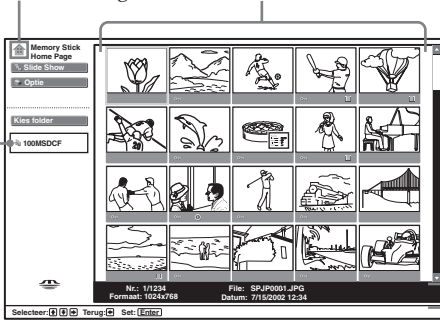 Memory Stick
Home Page
Slide Show
Optie
Kies folder
100MSDCF
Nr.: 1/1234 File: SPJP0001.JPG
Formaat: 1024x768 Datum: 7/15/2002 12:34
Selecteer: Terug: Set: Enter